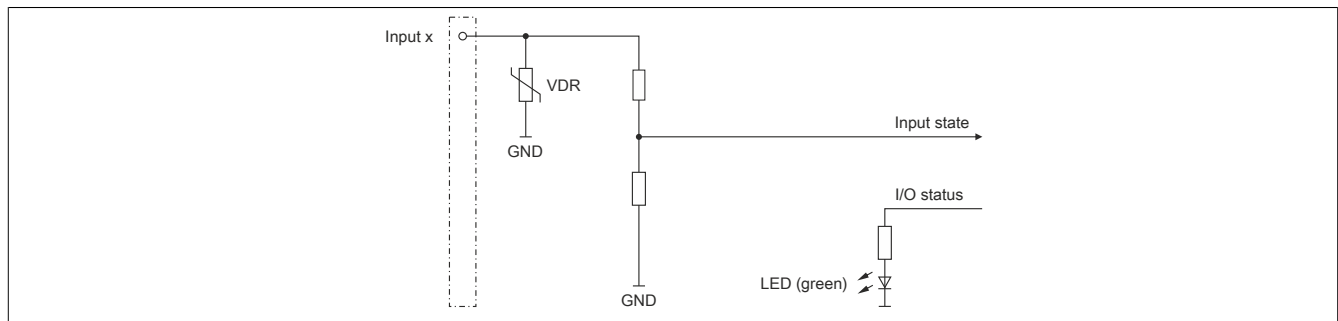 Input x
VDR
Input state
GND
I/O status
LED (green)
GND